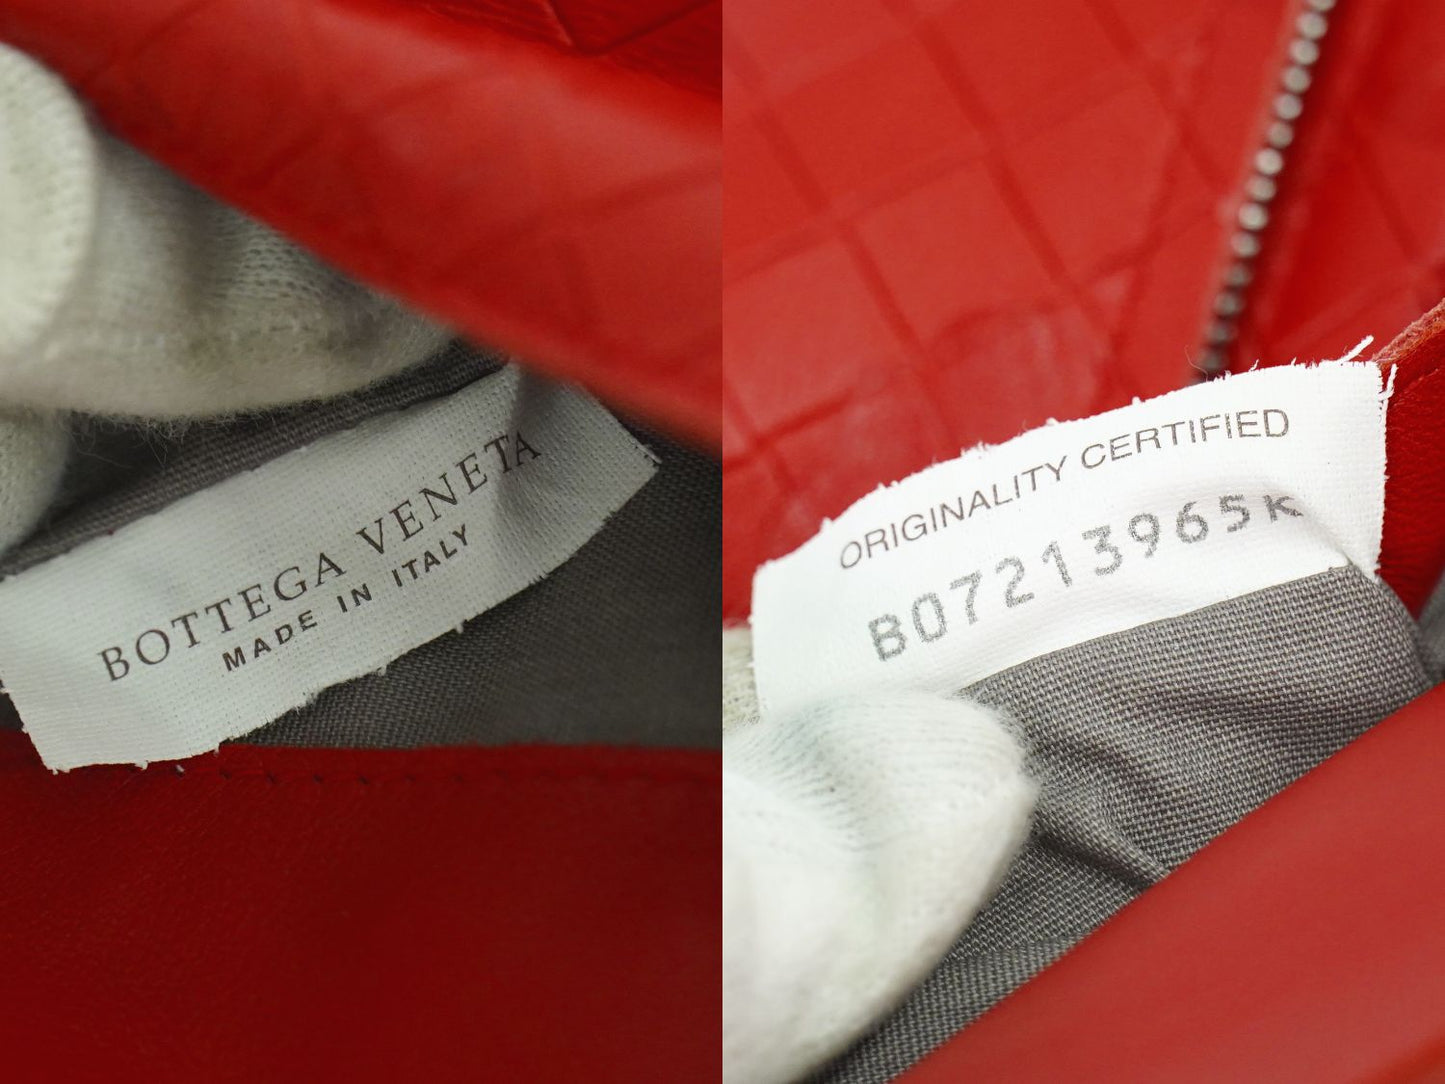 BOTTEGA VENETA
MADE IN ITALY
ORIGINALITY CERTIFIED
B07213965K